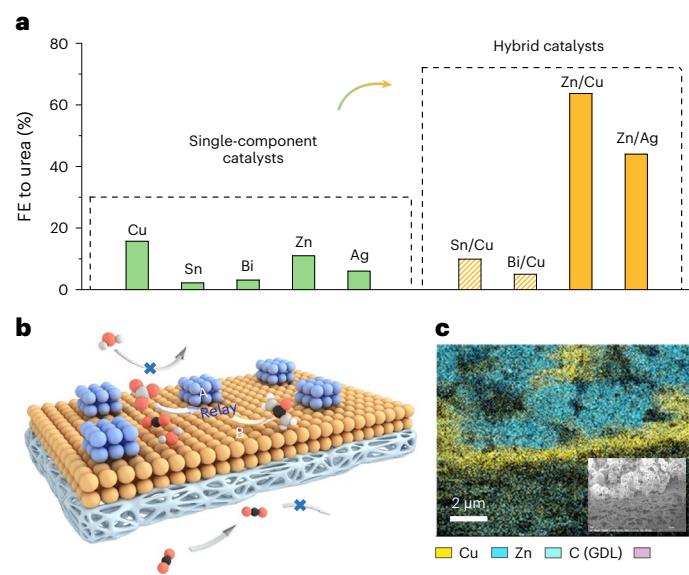 a
80
60
40
20
0
FE to urea (%)
Single-component
catalysts
Hybrid catalysts
Cu
Sn
Bi
Zn
Ag
Sn/Cu
Bi/Cu
Zn/Cu
Zn/Ag
b
A
Relay
B
c
2 µm
Cu
Zn
C (GDL)